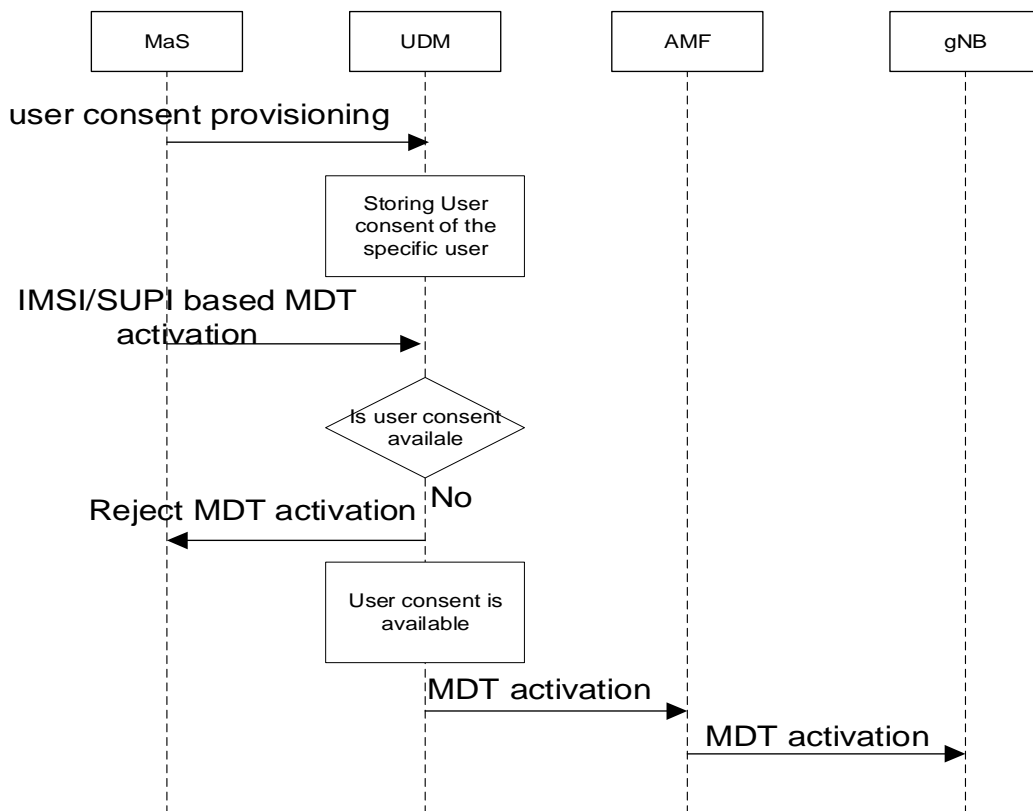 MaS
UDM
AMF
gNB
user consent provisioning
Storing User
consent of the
specific user
IMSI/SUPI based MDT
activation
Is user consent
availale
No
Reject MDT activation
User consent is
available
MDT activation
MDT activation